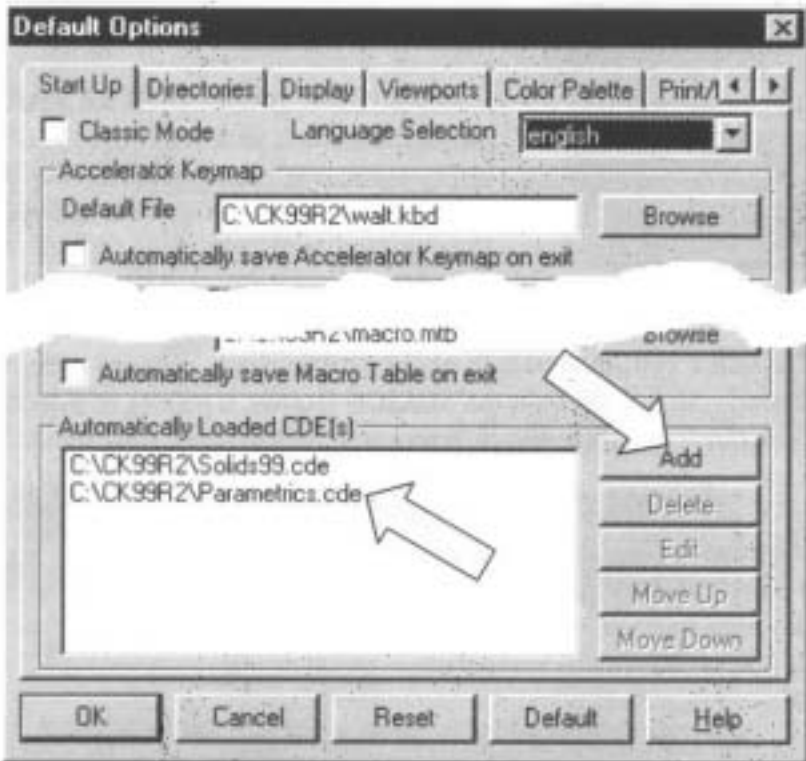 Default Options
Start Up Directories Display Viewports Color Palette Print/
Classic Mode Language Selection english
Accelerator Keymap
Default File C:\CK99R2\walt.kbd Browse
Automatically save Accelerator Keymap on exit
macro.mtb Browse
Automatically save Macro Table on exit
Automatically Loaded CDE(s)
C:\CK99R2\Solids99.cde
C:\CK99R2\Parametrics.cde
Add
Delete
Edit
Move Up
Move Down
OK Cancel Reset Default Help